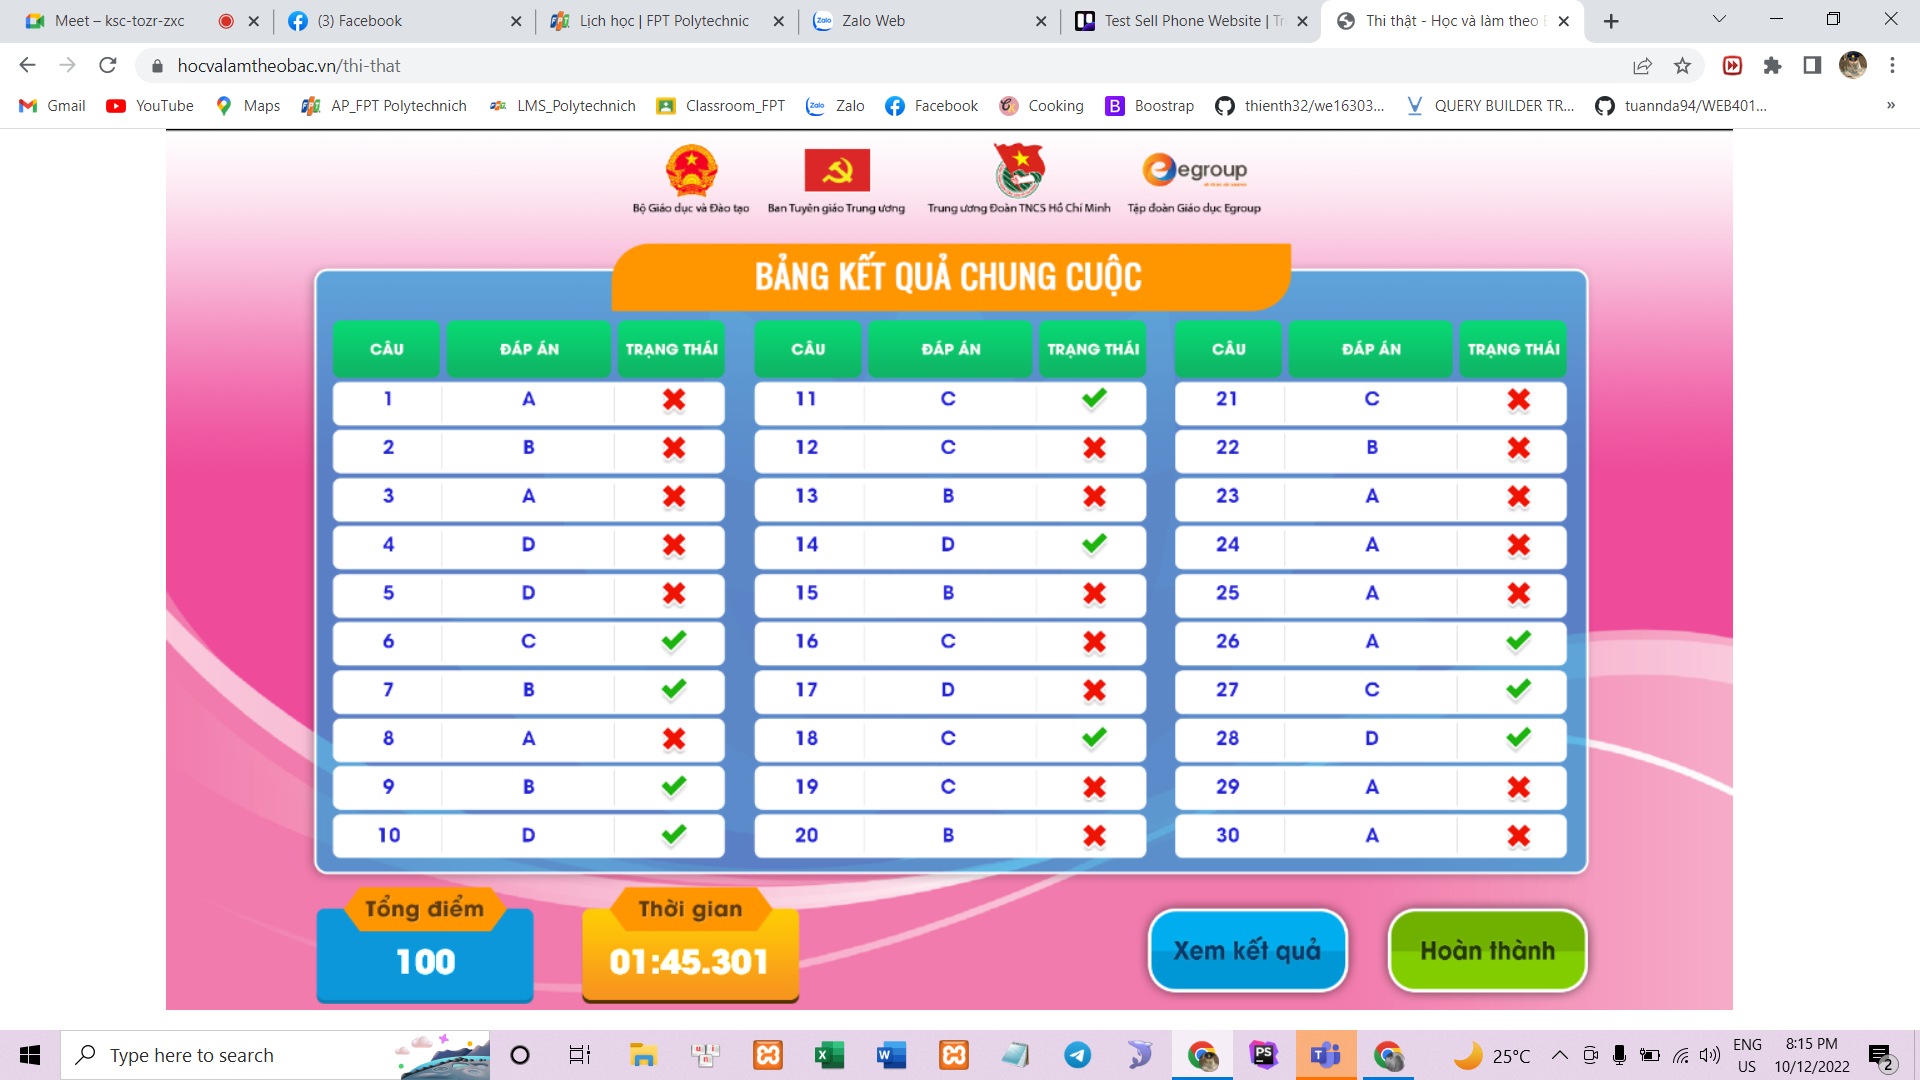 Meet – ksc-tozr-zxc
(3) Facebook
Lịch học | FPT Polytechnic
Zalo Web
Test Sell Phone Website | Tr
Thi thật - Học và làm theo
hocvalamtheobac.vn/thi-that
Gmail
YouTube
Maps
AP_FPT Polytechnich
LMS_Polytechnich
Classroom_FPT
Zalo
Facebook
Cooking
Boostrap
thienth32/we16303...
QUERY BUILDER TR...
tuannda94/WEB401...
»
egroup
Bộ Giáo dục và Đào tạo
Ban Tuyên giáo Trung ương
Trung ương Đoàn TNCS Hồ Chí Minh
Tập đoàn Giáo dục Egroup
BẢNG KẾT QUẢ CHUNG CUỘC
CÂU ĐÁP ÁN TRẠNG THÁI CÂU ĐÁP ÁN TRẠNG THÁI CÂU ĐÁP ÁN TRẠNG THÁI
1 A 11 C 21 C
2 B 12 C 22 B
3 A 13 B 23 A
4 D 14 D 24 A
5 D 15 B 25 A
6 C 16 C 26 A
7 B 17 D 27 C
8 A 18 C 28 D
9 B 19 C 29 A
10 D 20 B 30 A
Tổng điểm
100
Thời gian
01:45.301
Xem kết quả
Hoàn thành
Type here to search
25°C
ENG
US
8:15 PM
10/12/2022
2